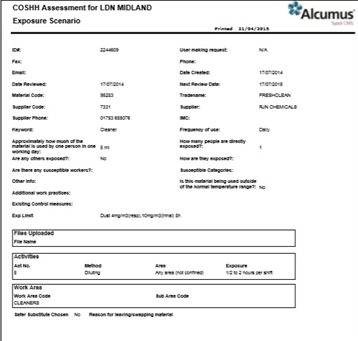 COSHH Assessment for LDN MIDLAND
Exposure Scenario
Alcumus
Printed 21/04/2015
ID#: 2244609 User making request: N/A
Fax: Phone:
Email: Date Created: 17/07/2014
Date Reviewed: 17/07/2014 Next Review Date: 17/07/2015
Material Code: 95233 Tradename: FRESHCLEAN
Supplier Code: 7331 Supplier: RJN CHEMICALS
Supplier Phone: IMC:
Keyword: Cleaner Frequency of use: Daily
Approximately how much of the material is used by one person in one working day: 5 ml How many people are directly exposed?: 1
Are any others exposed?: No How are they exposed?:
Are there any susceptible workers?: Susceptible Categories:
Other info: Is this material being used outside of the normal temperature range?: No
Additional work practises:
Existing Control measures:
Exp Limit Dust 4mg/m3(resp),10mg/m3(inhal) 8h
Files Uploaded
File Name
Activities
Act No. Method Area Exposure
5 Diluting Any area (not confined) 1/2 to 2 hours per shift
Work Area
Work Area Code Sub Area Code
CLEANERS
Safer Substitute Chosen No Reason for leaving/swapping material